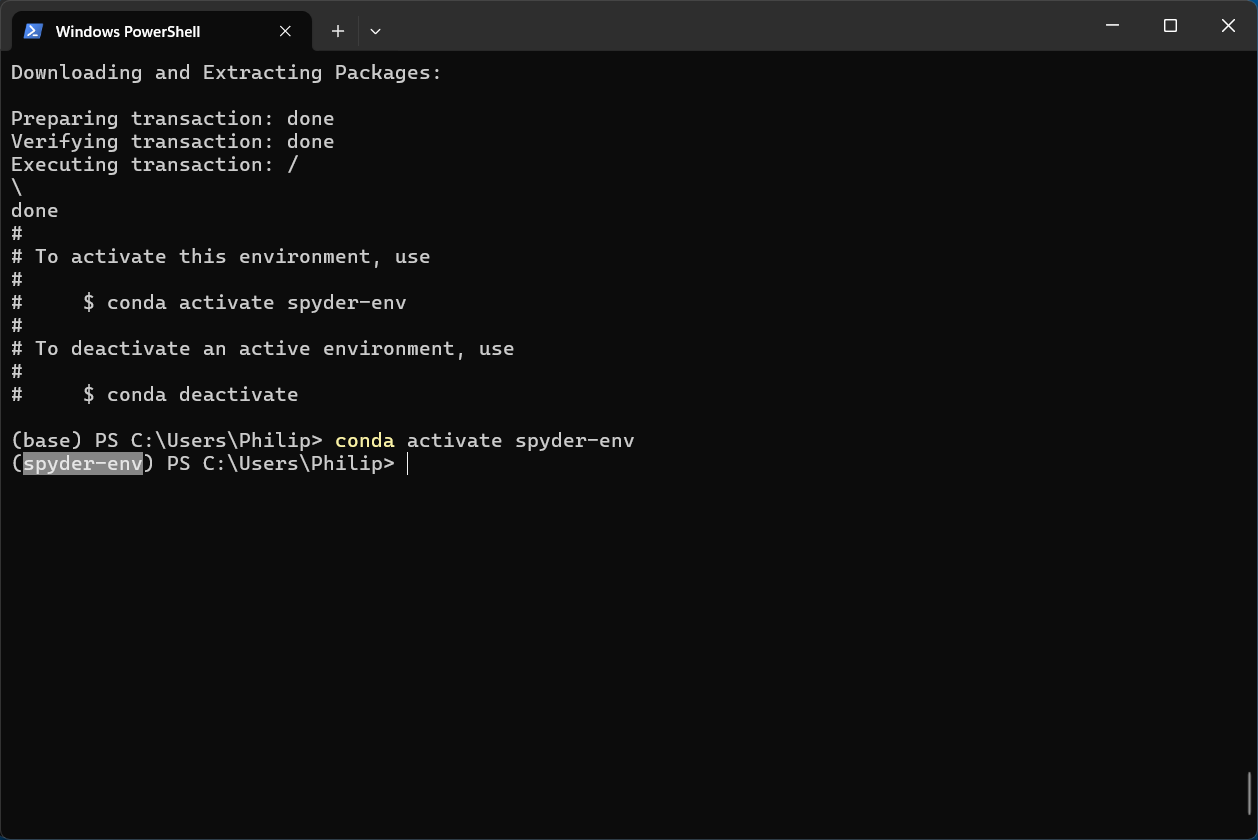 Windows PowerShell
Downloading and Extracting Packages:
Preparing transaction: done
Verifying transaction: done
Executing transaction: /
\
done
#
# To activate this environment, use
#
#     $ conda activate spyder-env
#
# To deactivate an active environment, use
#
#     $ conda deactivate
(base) PS C:\Users\Philip> conda activate spyder-env
(spyder-env) PS C:\Users\Philip>